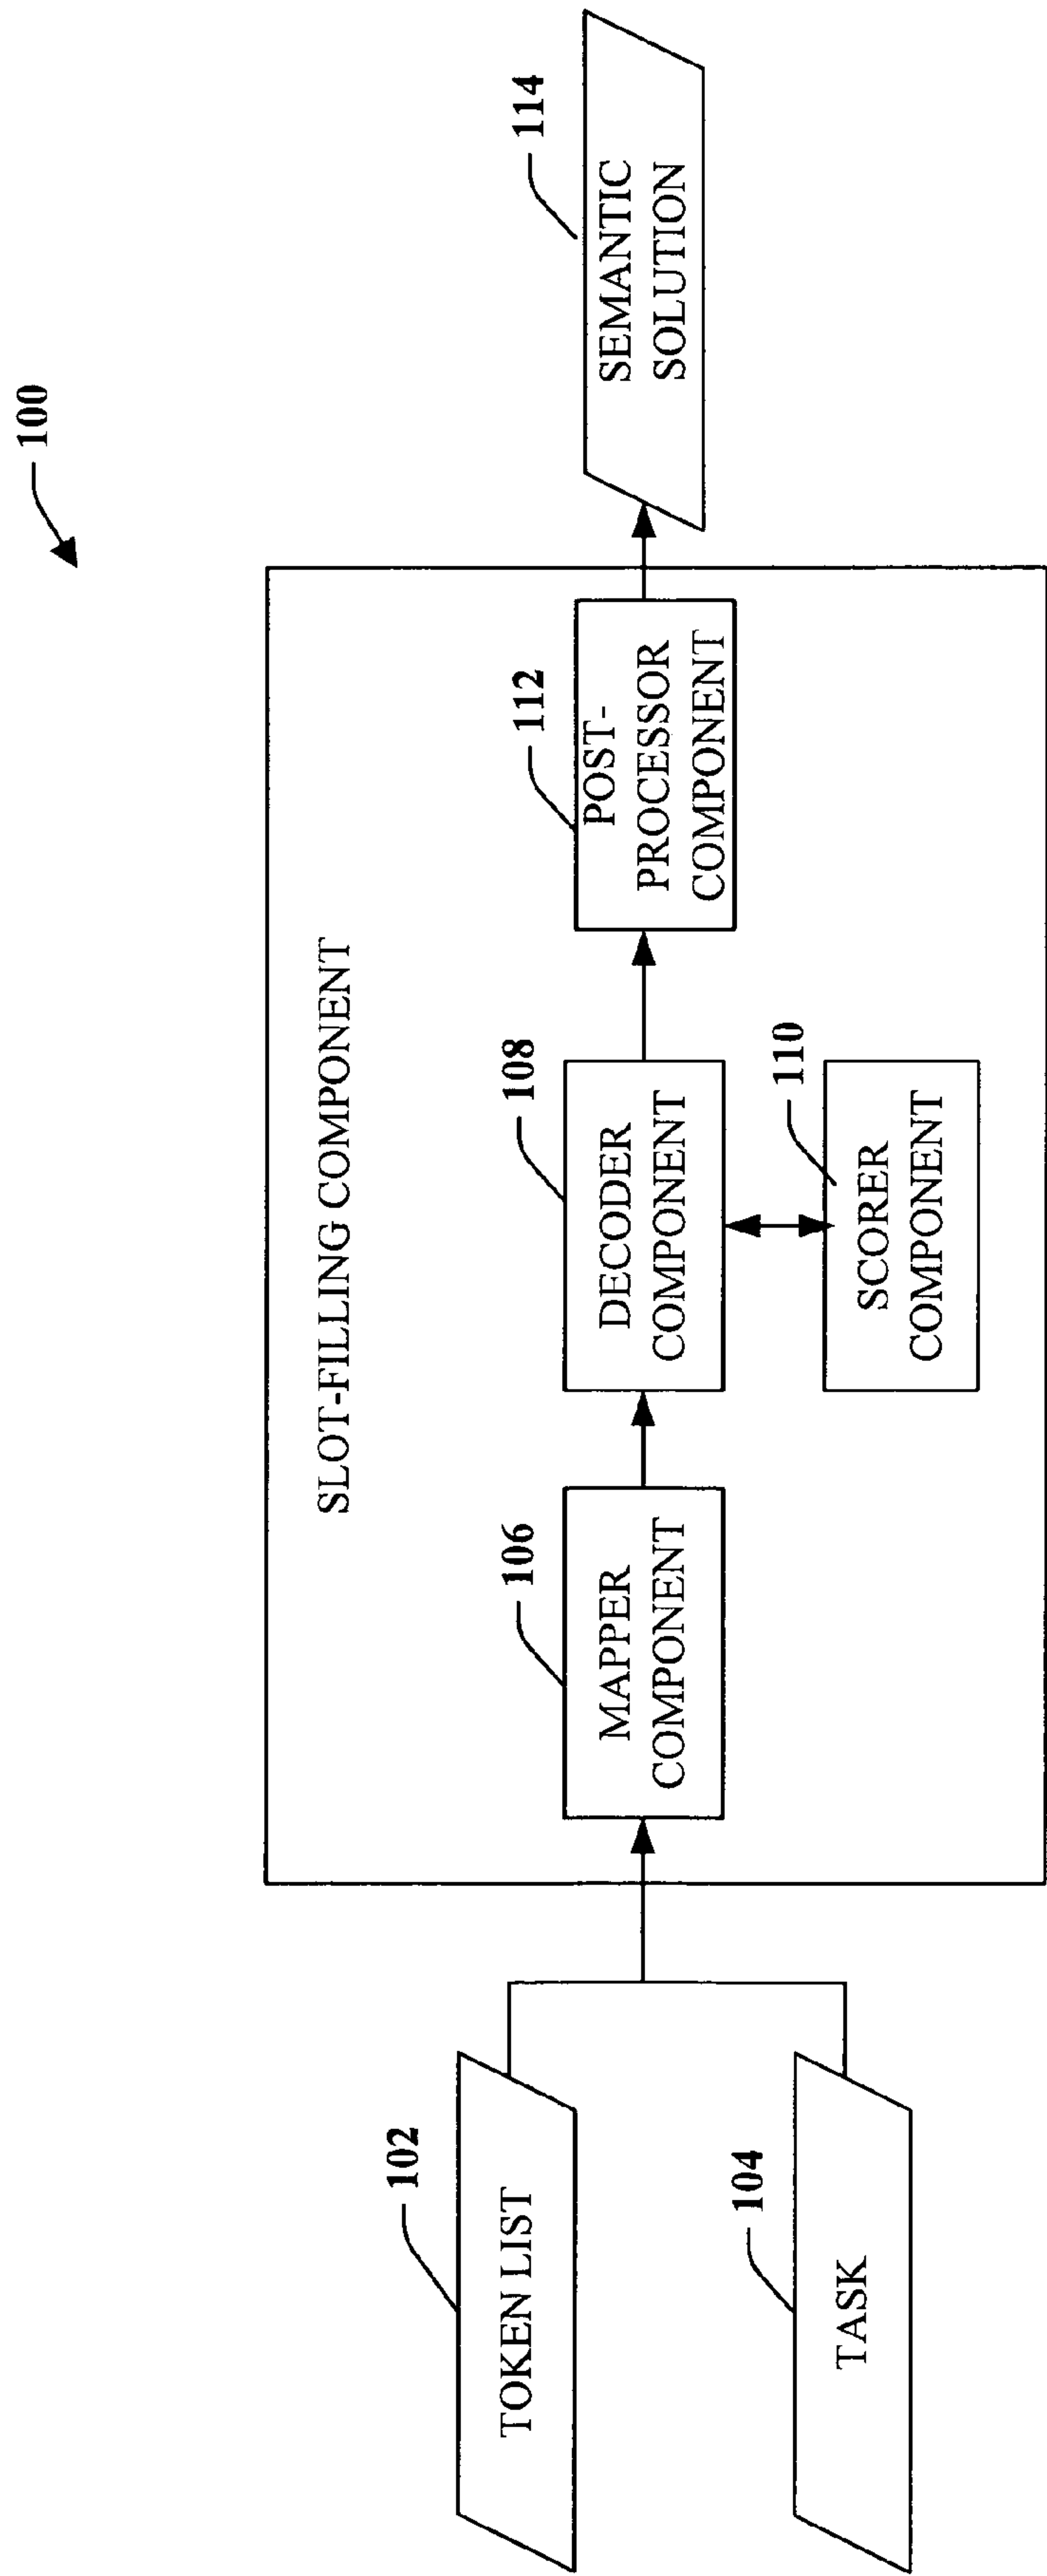 100
SLOT-FILLING COMPONENT
102
TOKEN LIST
104
TASK
106
MAPPER
COMPONENT
108
DECODER
COMPONENT
110
SCORER
COMPONENT
112
POST-
PROCESSOR
COMPONENT
114
SEMANTIC
SOLUTION